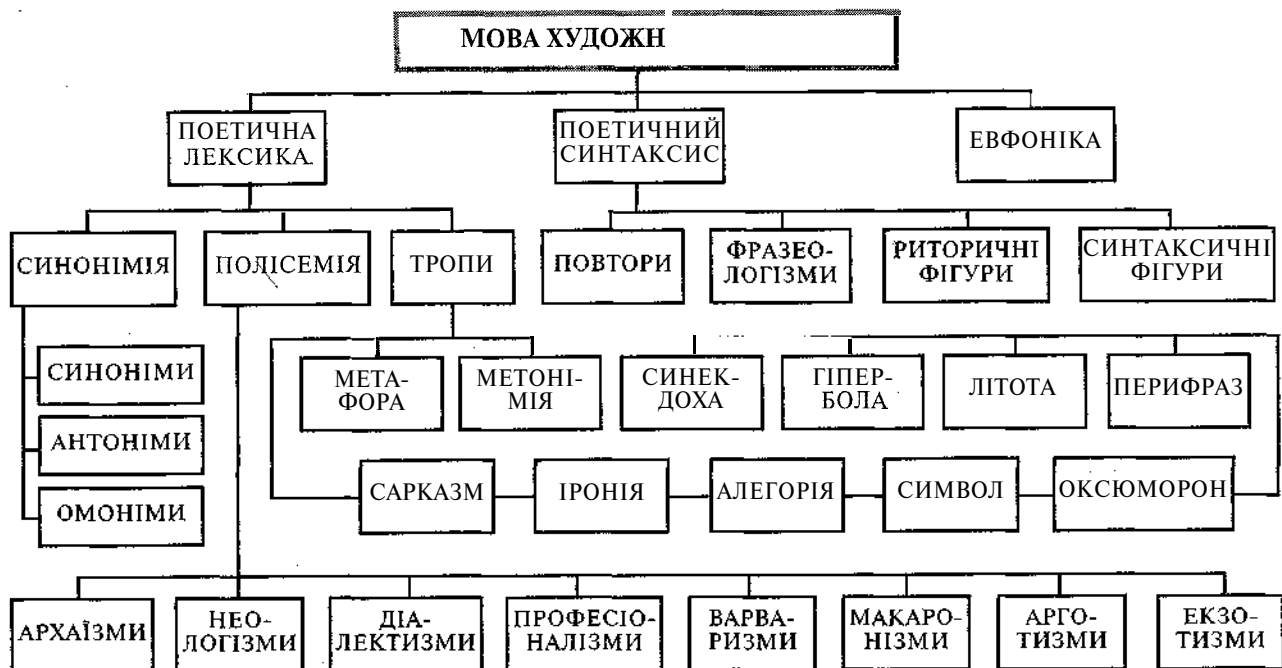 МОВА ХУДОЖН
ПОЕТИЧНА
ЛЕКСИКА
ПОЕТИЧНИЙ
СИНТАКСИС
ЕВФОНІКА
СИНОНІМІЯ
ПОЛІСЕМІЯ
ТРОПИ
ПОВТОРИ
ФРАЗЕО-
ЛОГІЗМИ
РИТОРИЧНІ
ФІГУРИ
СИНТАКСИЧНІ
ФІГУРИ
СИНОНІМИ
АНТОНІМИ
ОМОНІМИ
МЕТА-
ФОРА
МЕТОНІ-
МІЯ
СИНЕК-
ДОХА
ГІПЕР-
БОЛА
ЛІТОТА
ПЕРИФРАЗ
САРКАЗМ
ІРОНІЯ
АЛЕГОРІЯ
СИМВОЛ
ОКСЮМОРОН
АРХАЇЗМИ
НЕО-
ЛОГІЗМИ
ДІА-
ЛЕКТИЗМИ
ПРОФЕСІО-
НАЛІЗМИ
ВАРВА-
РИЗМИ
МАКАРО-
НІЗМИ
АРГО-
ТИЗМИ
ЕКЗО-
ТИЗМИ